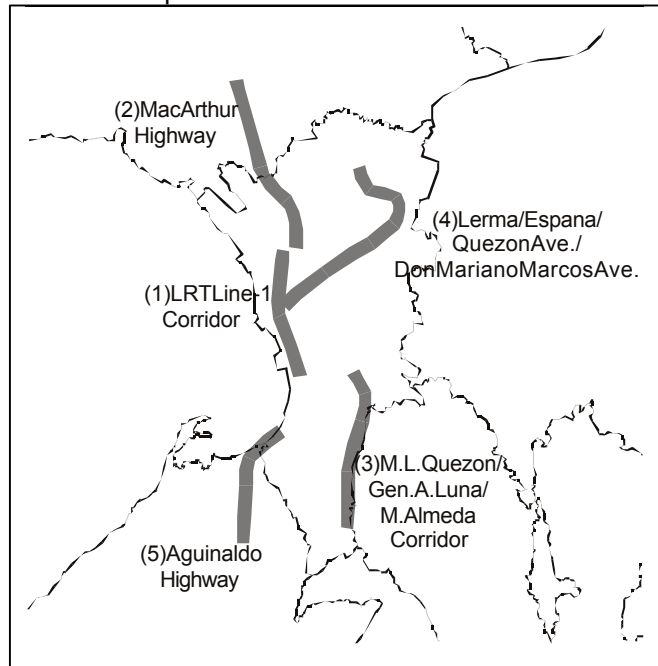 (2)MacArthur
Highway
(4)Lerma/Espana/
QuezonAve./
DonMarianoMarcosAve.
(1)LRTLine-1
Corridor
(3)M.L.Quezon/
Gen.A.Luna/
M.Almeda
Corridor
(5)Aguinaldo
Highway